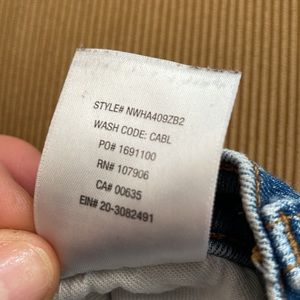 STYLE# NWHA409ZB2
WASH CODE: CABL
PO# 1691100
RN# 107906
CA# 00635
EIN# 20-3082491